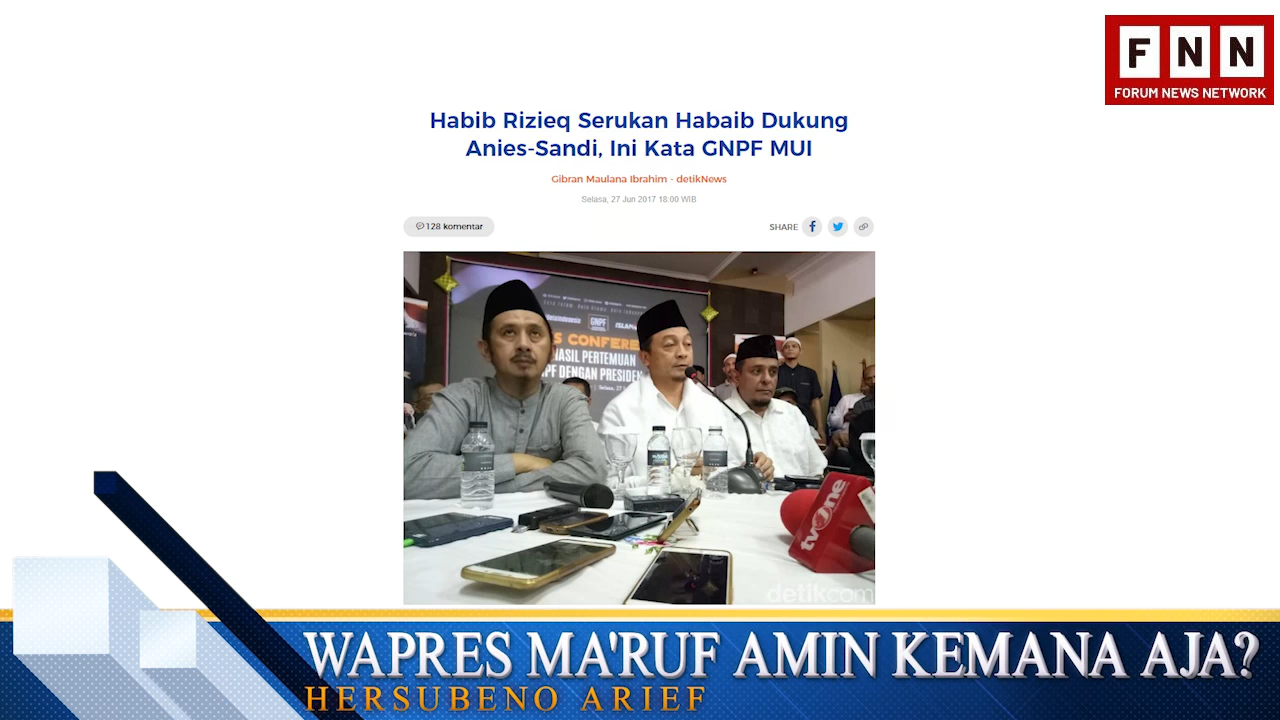 FNN
FORUM NEWS NETWORK
Habib Rizieq Serukan Habaib Dukung
Anies-Sandi, Ini Kata GNPF MUI
Gibran Maulana Ibrahim - detikNews
Selasa, 27 Jun 2017 18:00 WIB
128 komentar
SHARE
GNPF
S CONFERE
HASIL PERTEMUAN
PF DENGAN PRESIDEN
tvOne
detikcom
WAPRES MA'RUF AMIN KEMANA AJA?
HERSUBENO ARIEF